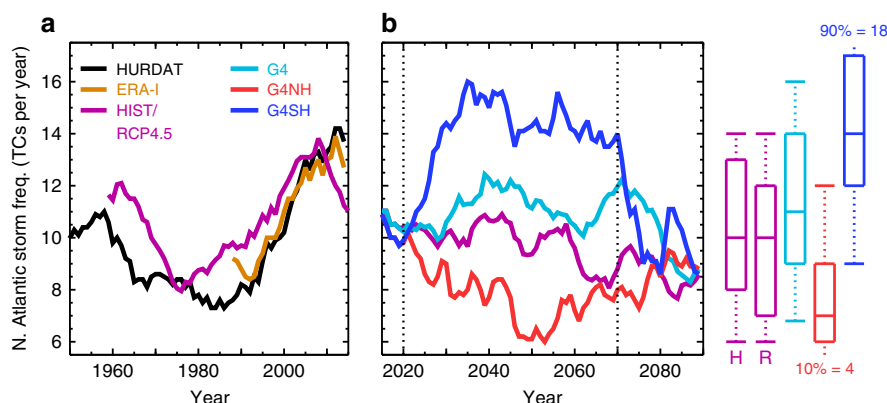 a
b
N. Atlantic storm freq. (TCs per year)
16
14
12
10
8
6
HURDAT
ERA-I
HIST/
RCP4.5
G4
G4NH
G4SH
1960
1980
2000
Year
2020
2040
2060
2080
Year
90% = 18
H
R
10% = 4